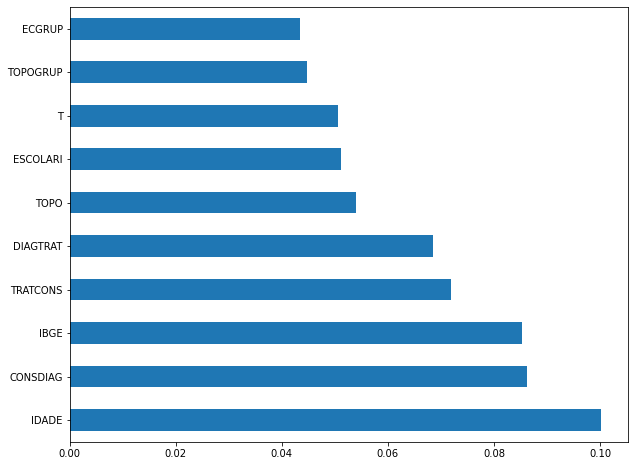 ECGRUP
TOPOGRUP
T
ESCOLARI
TOPO
DIAGTRAT
TRATCONS
IBGE
CONSDIAG
IDADE
0.00 0.02 0.04 0.06 0.08 0.10